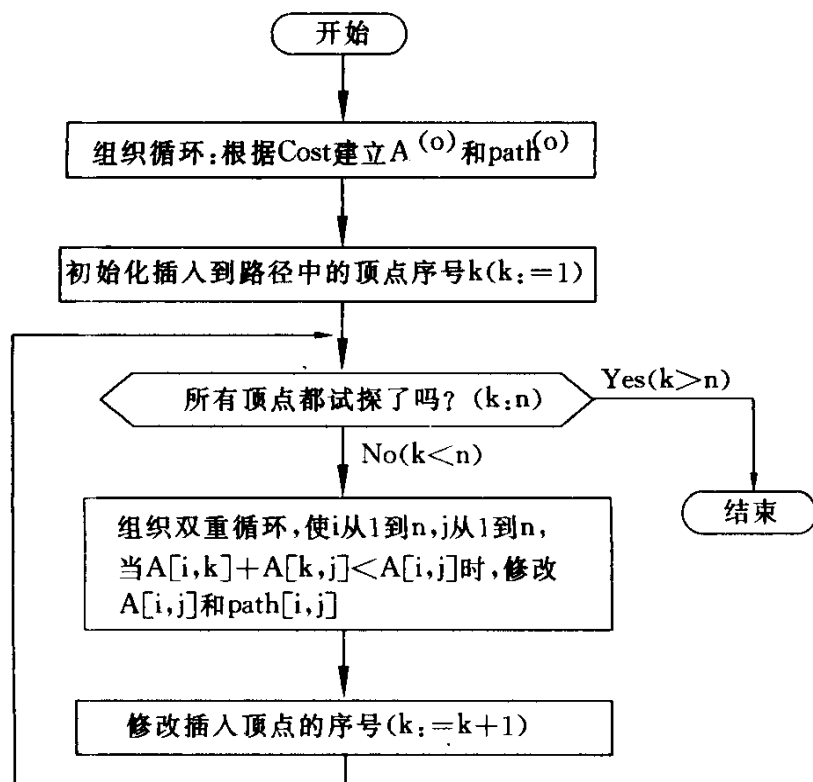 开始
组织循环:根据Cost建立A(o)和path(o)
初始化插入到路径中的顶点序号k(k:=1)
所有顶点都试探了吗?(k:n)
Yes(k>n)
No(k<n)
组织双重循环,使i从1到n,j从1到n,
当A[i,k]+A[k,j]<A[i,j]时,修改
A[i,j]和path[i,j]
结束
修改插入顶点的序号(k:=k+1)